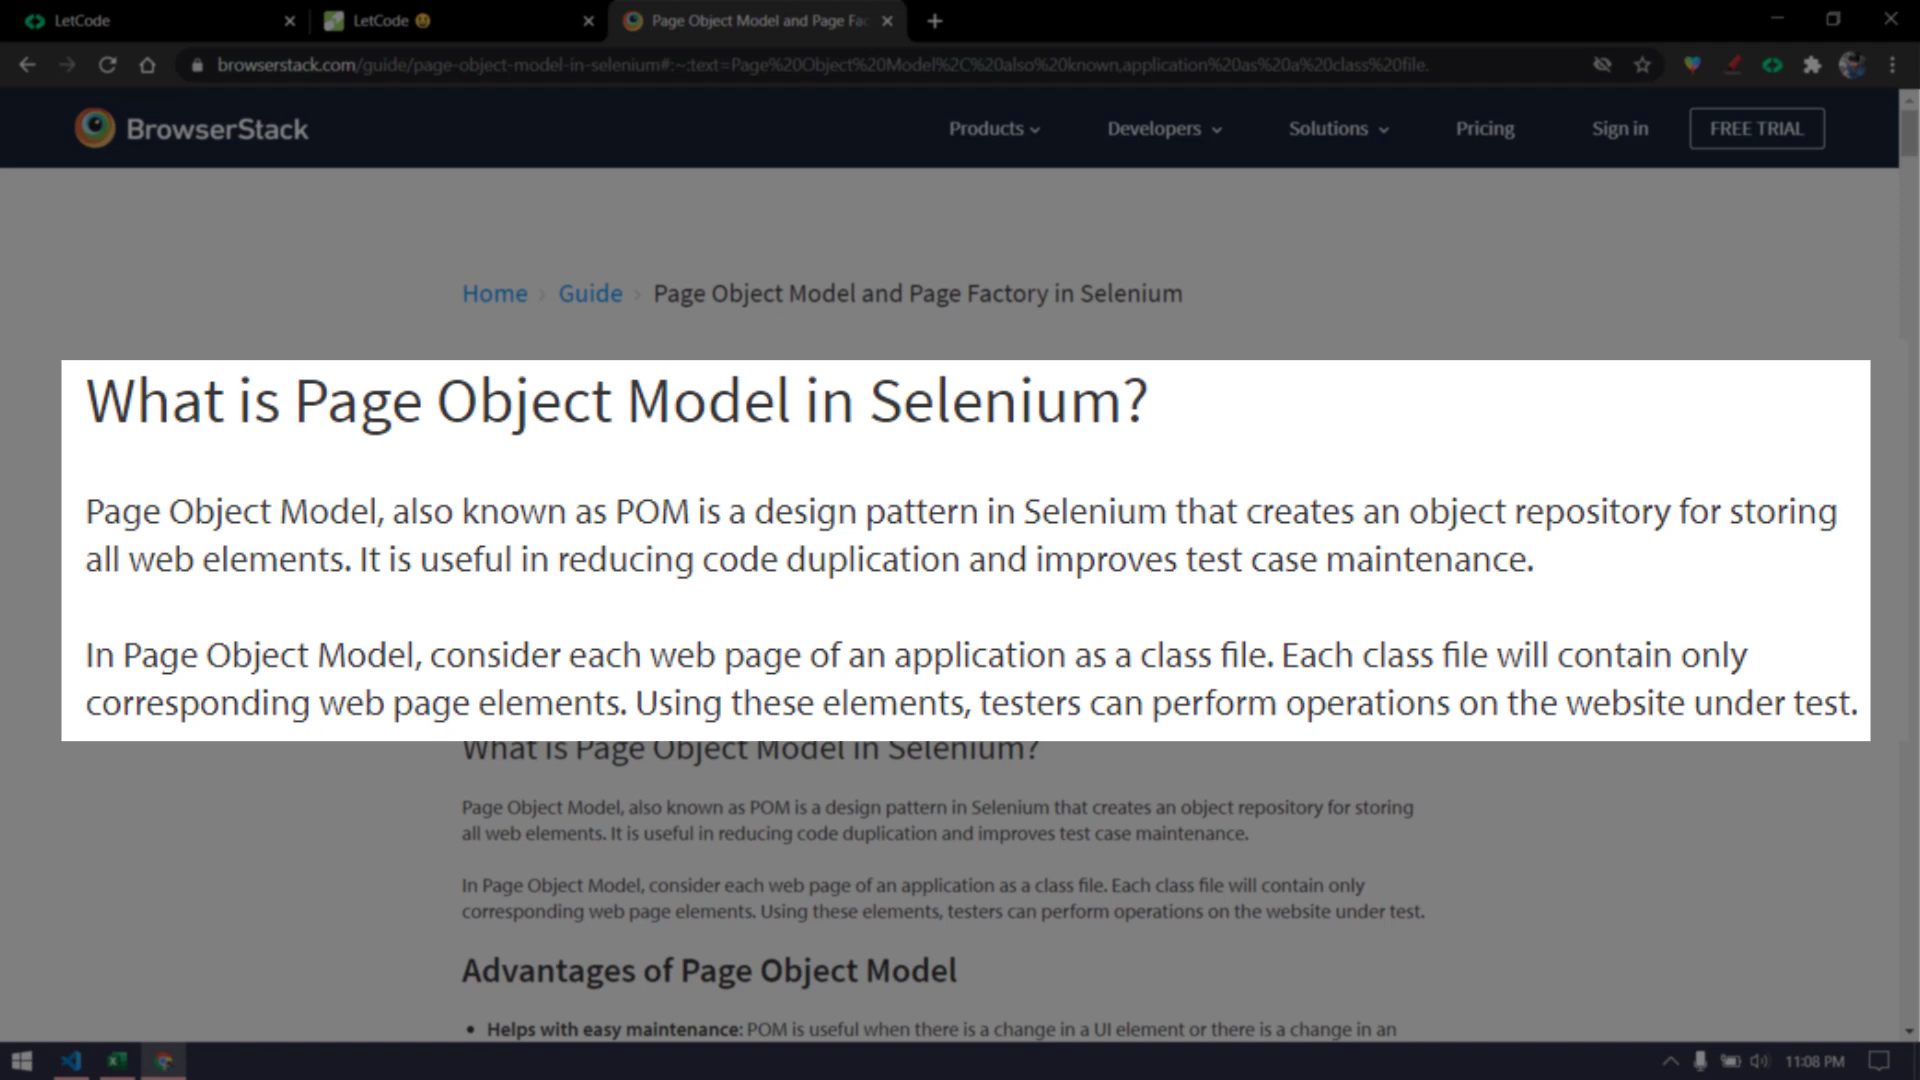 LetCode
LetCode
Page Object Model and Page Fac
browserstack.com/guide/page-object-model-in-selenium#:~:text=Page%20Object%20Model%2C%20also%20known,application%20as%20a%20class%20file.
BrowserStack
Products
Developers
Solutions
Pricing
Sign in
FREE TRIAL
Home › Guide › Page Object Model and Page Factory in Selenium
What is Page Object Model in Selenium?
Page Object Model, also known as POM is a design pattern in Selenium that creates an object repository for storing
all web elements. It is useful in reducing code duplication and improves test case maintenance.
In Page Object Model, consider each web page of an application as a class file. Each class file will contain only
corresponding web page elements. Using these elements, testers can perform operations on the website under test.
What is Page Object Model in Selenium?
Page Object Model, also known as POM is a design pattern in Selenium that creates an object repository for storing
all web elements. It is useful in reducing code duplication and improves test case maintenance.
In Page Object Model, consider each web page of an application as a class file. Each class file will contain only
corresponding web page elements. Using these elements, testers can perform operations on the website under test.
Advantages of Page Object Model
• Helps with easy maintenance: POM is useful when there is a change in a UI element or there is a change in an
11:08 PM